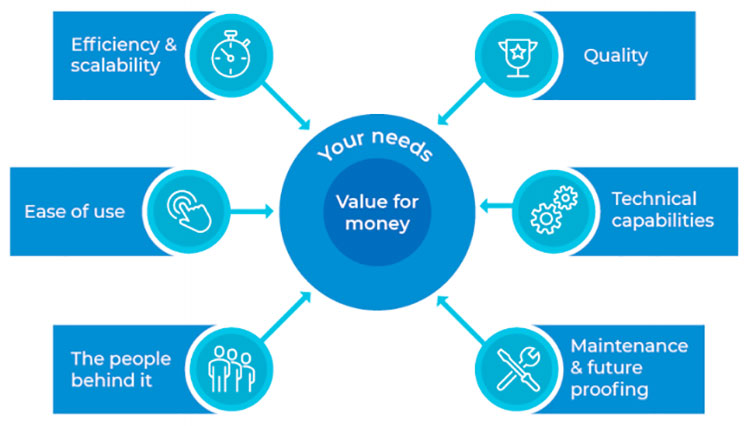 Efficiency &
scalability
Quality
Your needs
Value for
money
Ease of use
Technical
capabilities
The people
behind it
Maintenance
& future
proofing